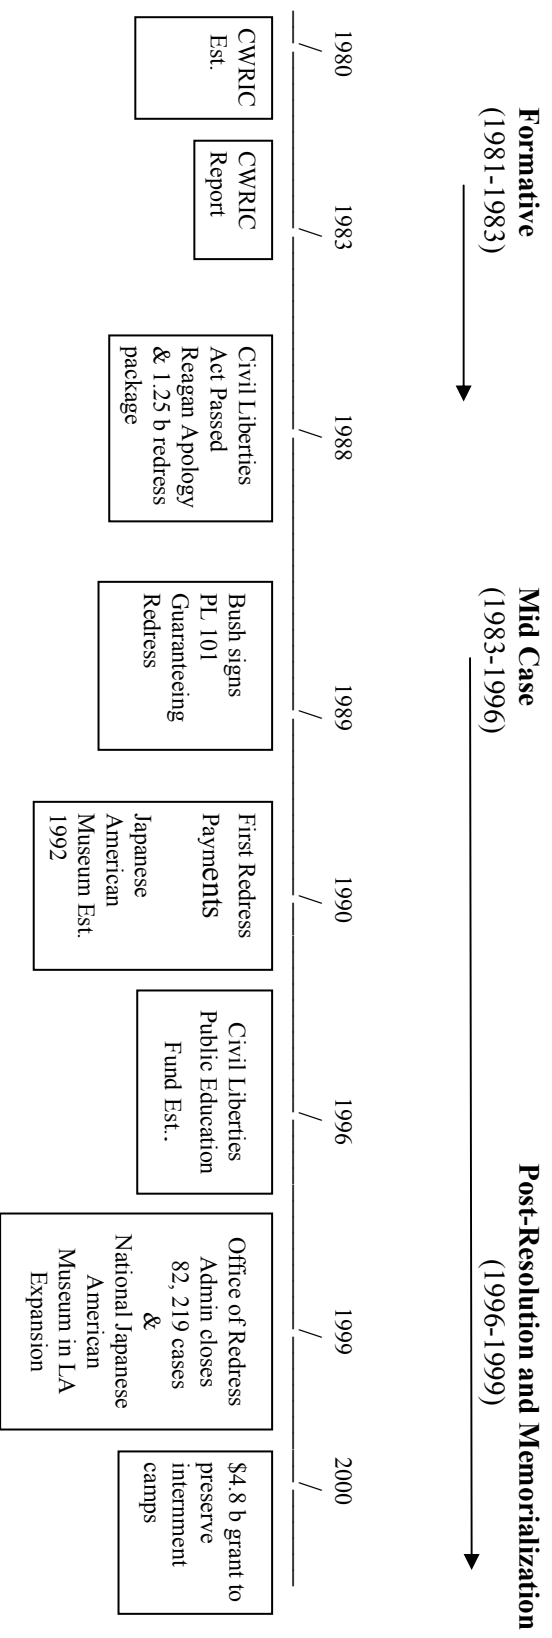 Formative
(1981-1983)
Mid Case
(1983-1996)
Post-Resolution and Memorialization
(1996-1999)
1980
1983
1988
1989
1990
1996
1999
2000
CWRIC
Est.
CWRIC
Report
Civil Liberties
Act Passed
Reagan Apology
& 1.25 b redress
package
Bush signs
PL 101
Guaranteeing
Redress
First Redress
Payments
Japanese
American
Museum Est.
1992
Civil Liberties
Public Education
Fund Est..
Office of Redress
Admin closes
82, 219 cases
&
National Japanese
American
Museum in LA
Expansion
$4.8 b grant to
preserve
internment
camps